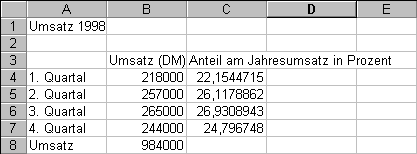 A B C D E
1 Umsatz 1998
2
3 Umsatz (DM) Anteil am Jahresumsatz in Prozent
4 1. Quartal 218000 22,1544715
5 2. Quartal 257000 26,1178862
6 3. Quartal 265000 26,9308943
7 4. Quartal 244000 24,796748
8 Umsatz 984000